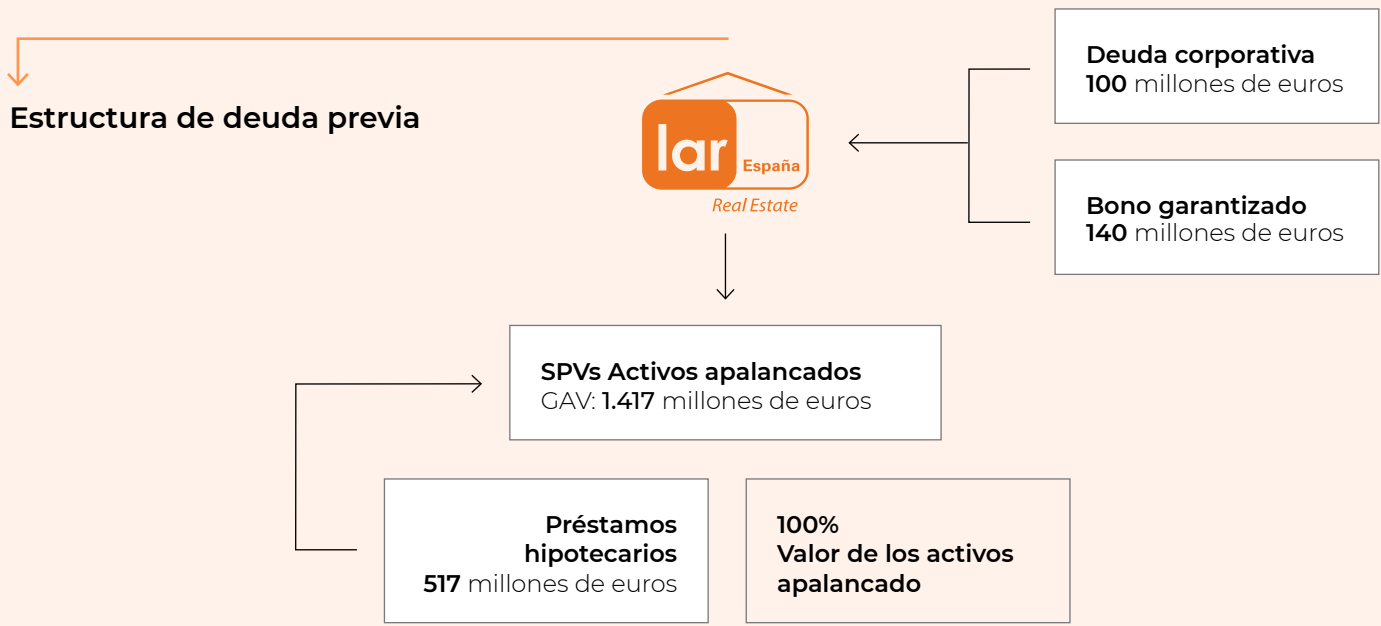 Estructura de deuda previa
lar
España
Real Estate
Deuda corporativa
100 millones de euros
Bono garantizado
140 millones de euros
SPVs Activos apalancados
GAV: 1.417 millones de euros
Préstamos
hipotecarios
517 millones de euros
100%
Valor de los activos
apalancado